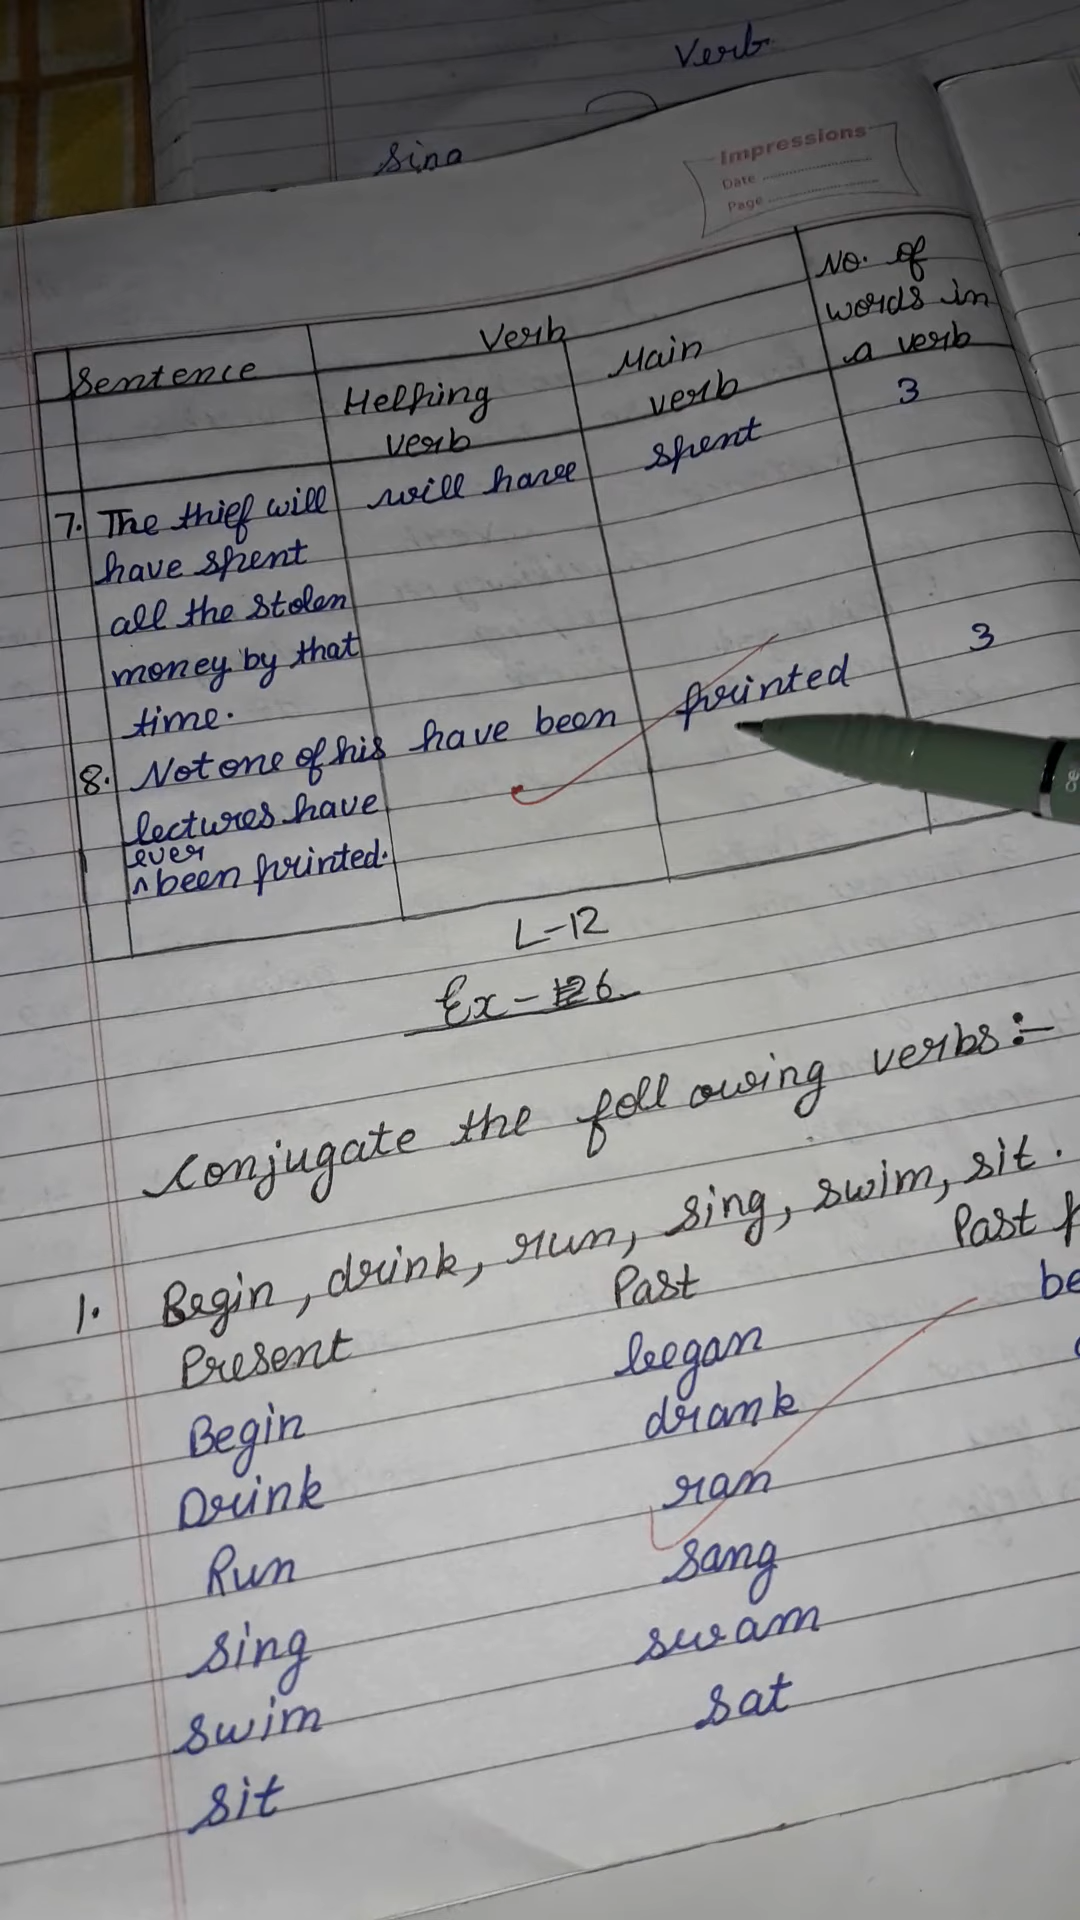 Verb
Sing
Impressions
Date
Page
Sentence
Verb
No. of
words in
a verb
Helping
verb
Main
verb
7. The thief will will have spent 3
have spent
all the stolen
money by that
time.
8. Not one of his have been printed 3
lectures have
ever
^ been printed.
L-12
Ex - 126
Conjugate the following verbs:-
1. Begin, drink, run, sing, swim, sit.
Present Past Past p
Begin began be
Drink drank
Run ran
Sing sang
Swim swam
Sit sat